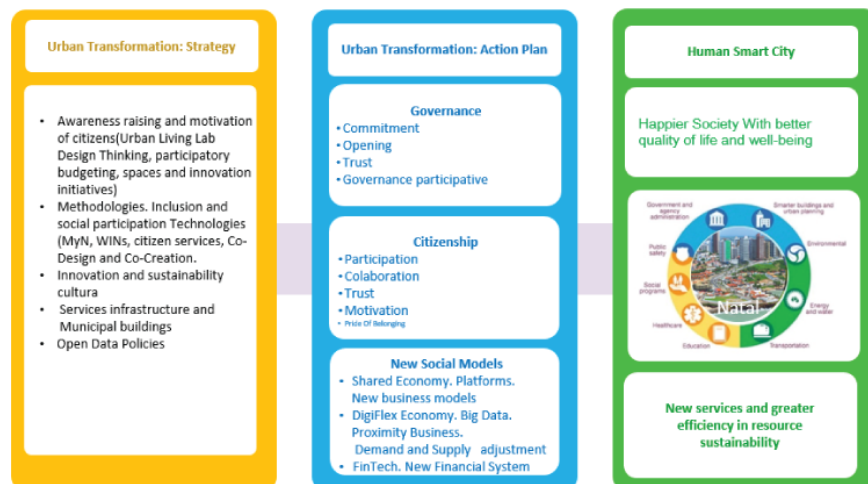 Urban Transformation: Strategy
• Awareness raising and motivation
of citizens(Urban Living Lab
Design Thinking, participatory
budgeting, spaces and innovation
initiatives)
• Methodologies. Inclusion and
social participation Technologies
(MyN, WINs, citizen services, Co-
Design and Co-Creation.
• Innovation and sustainability
cultura
• Services infrastructure and
Municipal buildings
• Open Data Policies
Urban Transformation: Action Plan
Governance
•Commitment
•Opening
•Trust
•Governance participative
Citizenship
•Participation
•Colaboration
•Trust
•Motivation
• Pride Of Belonging
New Social Models
• Shared Economy. Platforms.
New business models
• DigiFlex Economy. Big Data.
Proximity Business.
Demand and Supply adjustment
• FinTech. New Financial System
Human Smart City
Happier Society With better
quality of life and well-being
Government and
agency
administration
Smarter buildings and
urban planning
Public
safety
Environmental
Social
programs
Natal
Energy
and water
Healthcare
Education
Transportation
New services and greater
efficiency in resource
sustainability